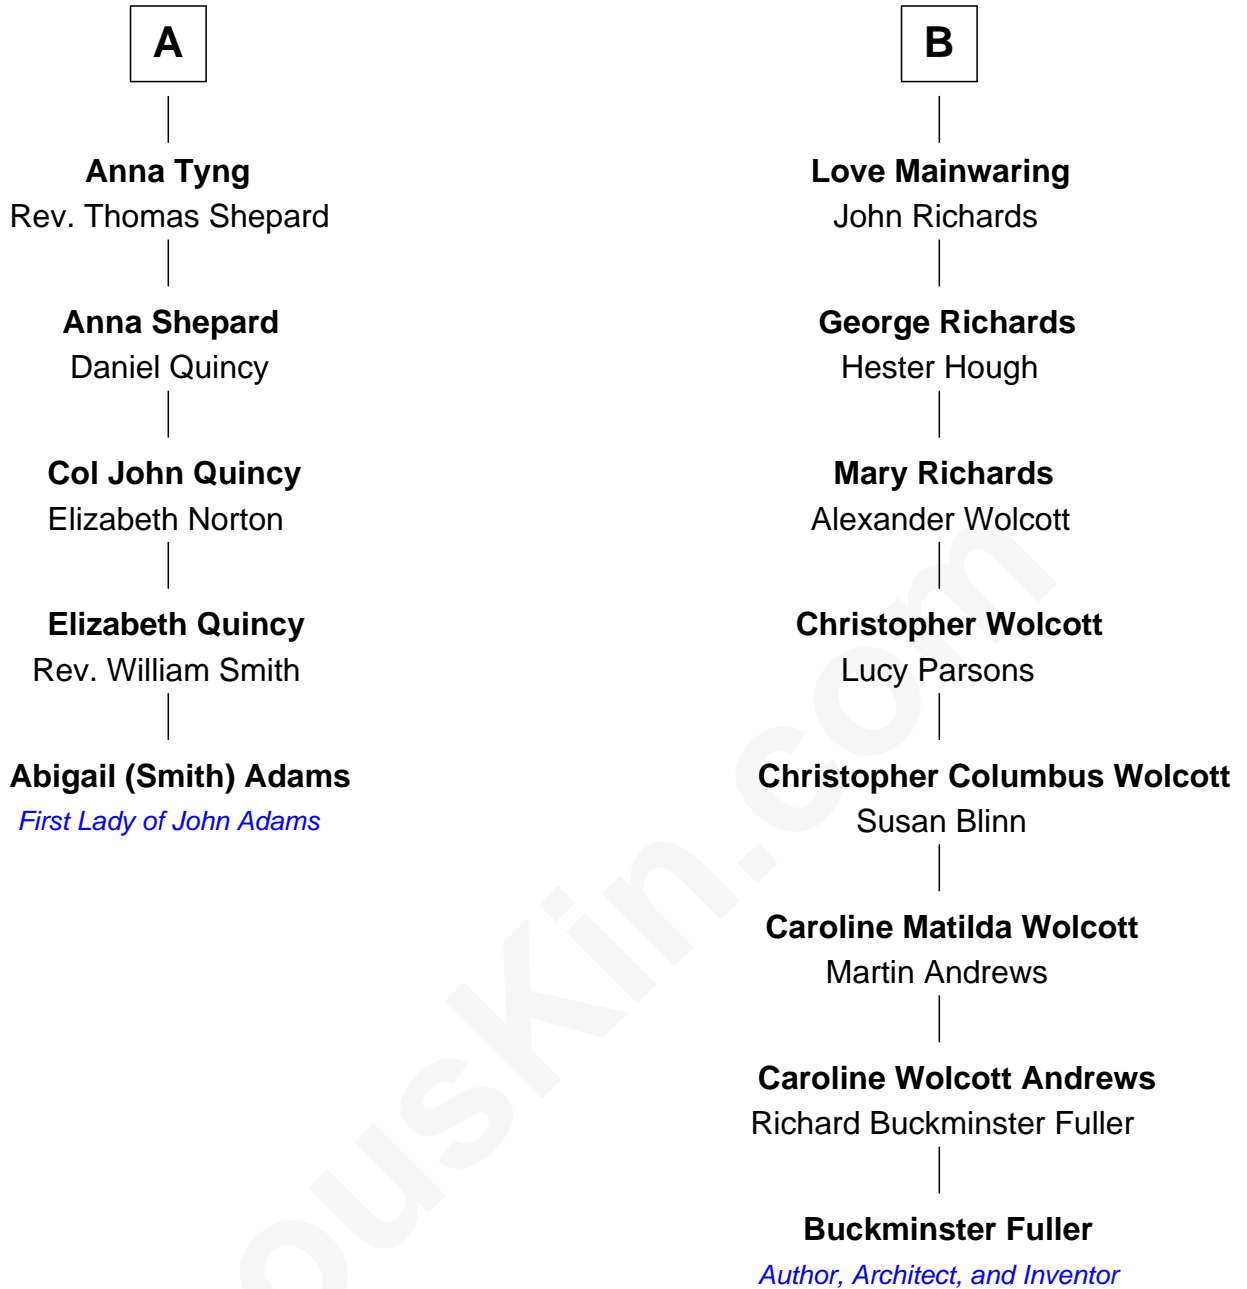 A
Anna Tyng
Rev. Thomas Shepard
Anna Shepard
Daniel Quincy
Col John Quincy
Elizabeth Norton
Elizabeth Quincy
Rev. William Smith
Abigail (Smith) Adams
First Lady of John Adams
B
Love Mainwaring
John Richards
George Richards
Hester Hough
Mary Richards
Alexander Wolcott
Christopher Wolcott
Lucy Parsons
Christopher Columbus Wolcott
Susan Blinn
Caroline Matilda Wolcott
Martin Andrews
Caroline Wolcott Andrews
Richard Buckminster Fuller
Buckminster Fuller
Author, Architect, and Inventor
ousKin.com